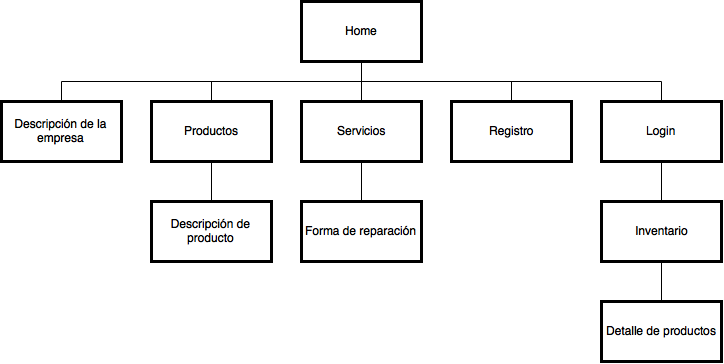 Home
Descripción de la
empresa
Productos
Servicios
Registro
Login
Descripción de
producto
Forma de reparación
Inventario
Detalle de productos